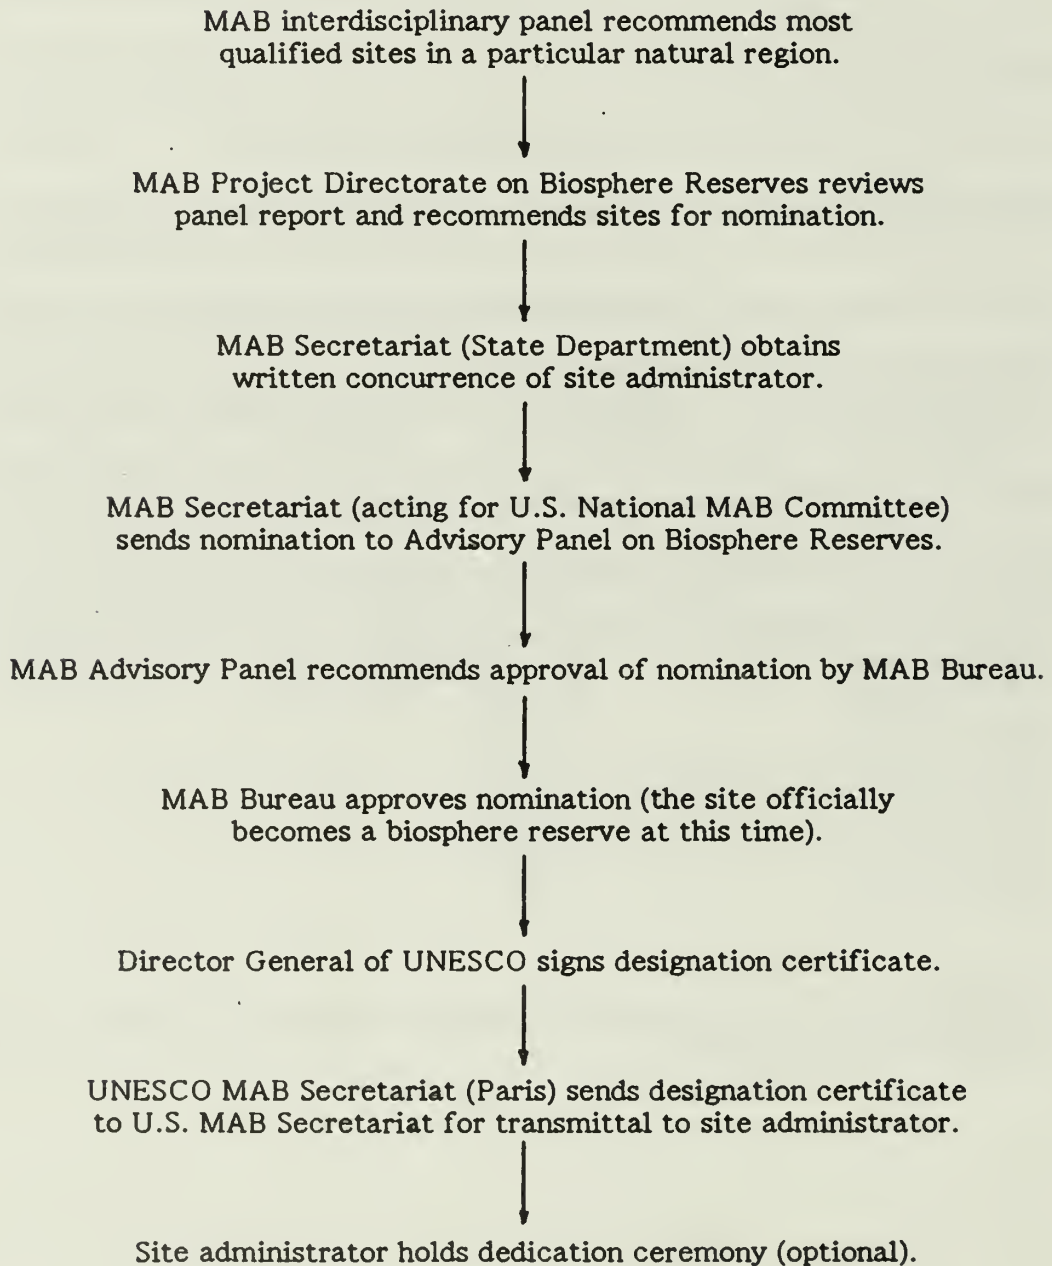 MAB interdisciplinary panel recommends most
qualified sites in a particular natural region.
MAB Project Directorate on Biosphere Reserves reviews
panel report and recommends sites for nomination.
MAB Secretariat (State Department) obtains
written concurrence of site administrator.
MAB Secretariat (acting for U.S. National MAB Committee)
sends nomination to Advisory Panel on Biosphere Reserves.
MAB Advisory Panel recommends approval of nomination by MAB Bureau.
MAB Bureau approves nomination (the site officially
becomes a biosphere reserve at this time).
Director General of UNESCO signs designation certificate.
UNESCO MAB Secretariat (Paris) sends designation certificate
to U.S. MAB Secretariat for transmittal to site administrator.
Site administrator holds dedication ceremony (optional).